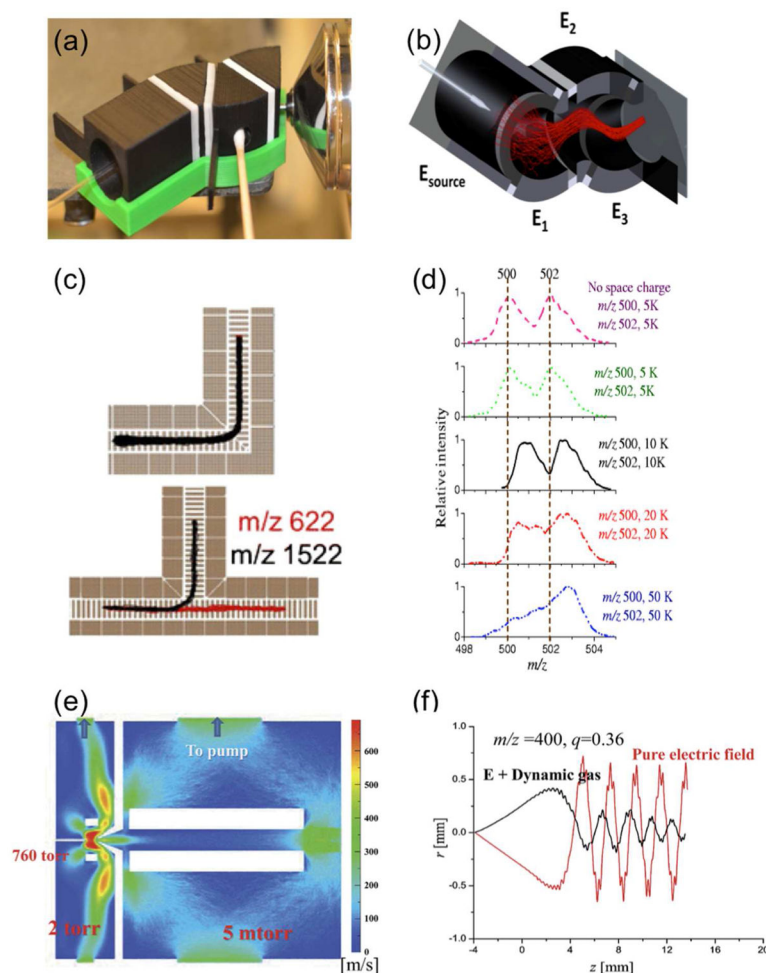 (a)
(b)
E2
Esource
E1
E3
(c)
m/z 622
m/z 1522
(d)
500 502
No space charge
m/z 500, 5K
m/z 502, 5K
1
0
m/z 500, 5 K
m/z 502, 5K
1
0
m/z 500, 10 K
m/z 502, 10K
1
0
m/z 500, 20 K
m/z 502, 20 K
1
0
m/z 500, 50 K
m/z 502, 50 K
1
0
Relative intensity
498 500 502 504
m/z
(e)
To pump
760 torr
2 torr
5 mtorr
600
500
400
300
200
100
0
[m/s]
(f)
m/z =400, q=0.36
Pure electric field
E + Dynamic gas
1.0
0.5
0.0
-0.5
-1.0
r [mm]
-4 0 4 8 12 16 20
z [mm]